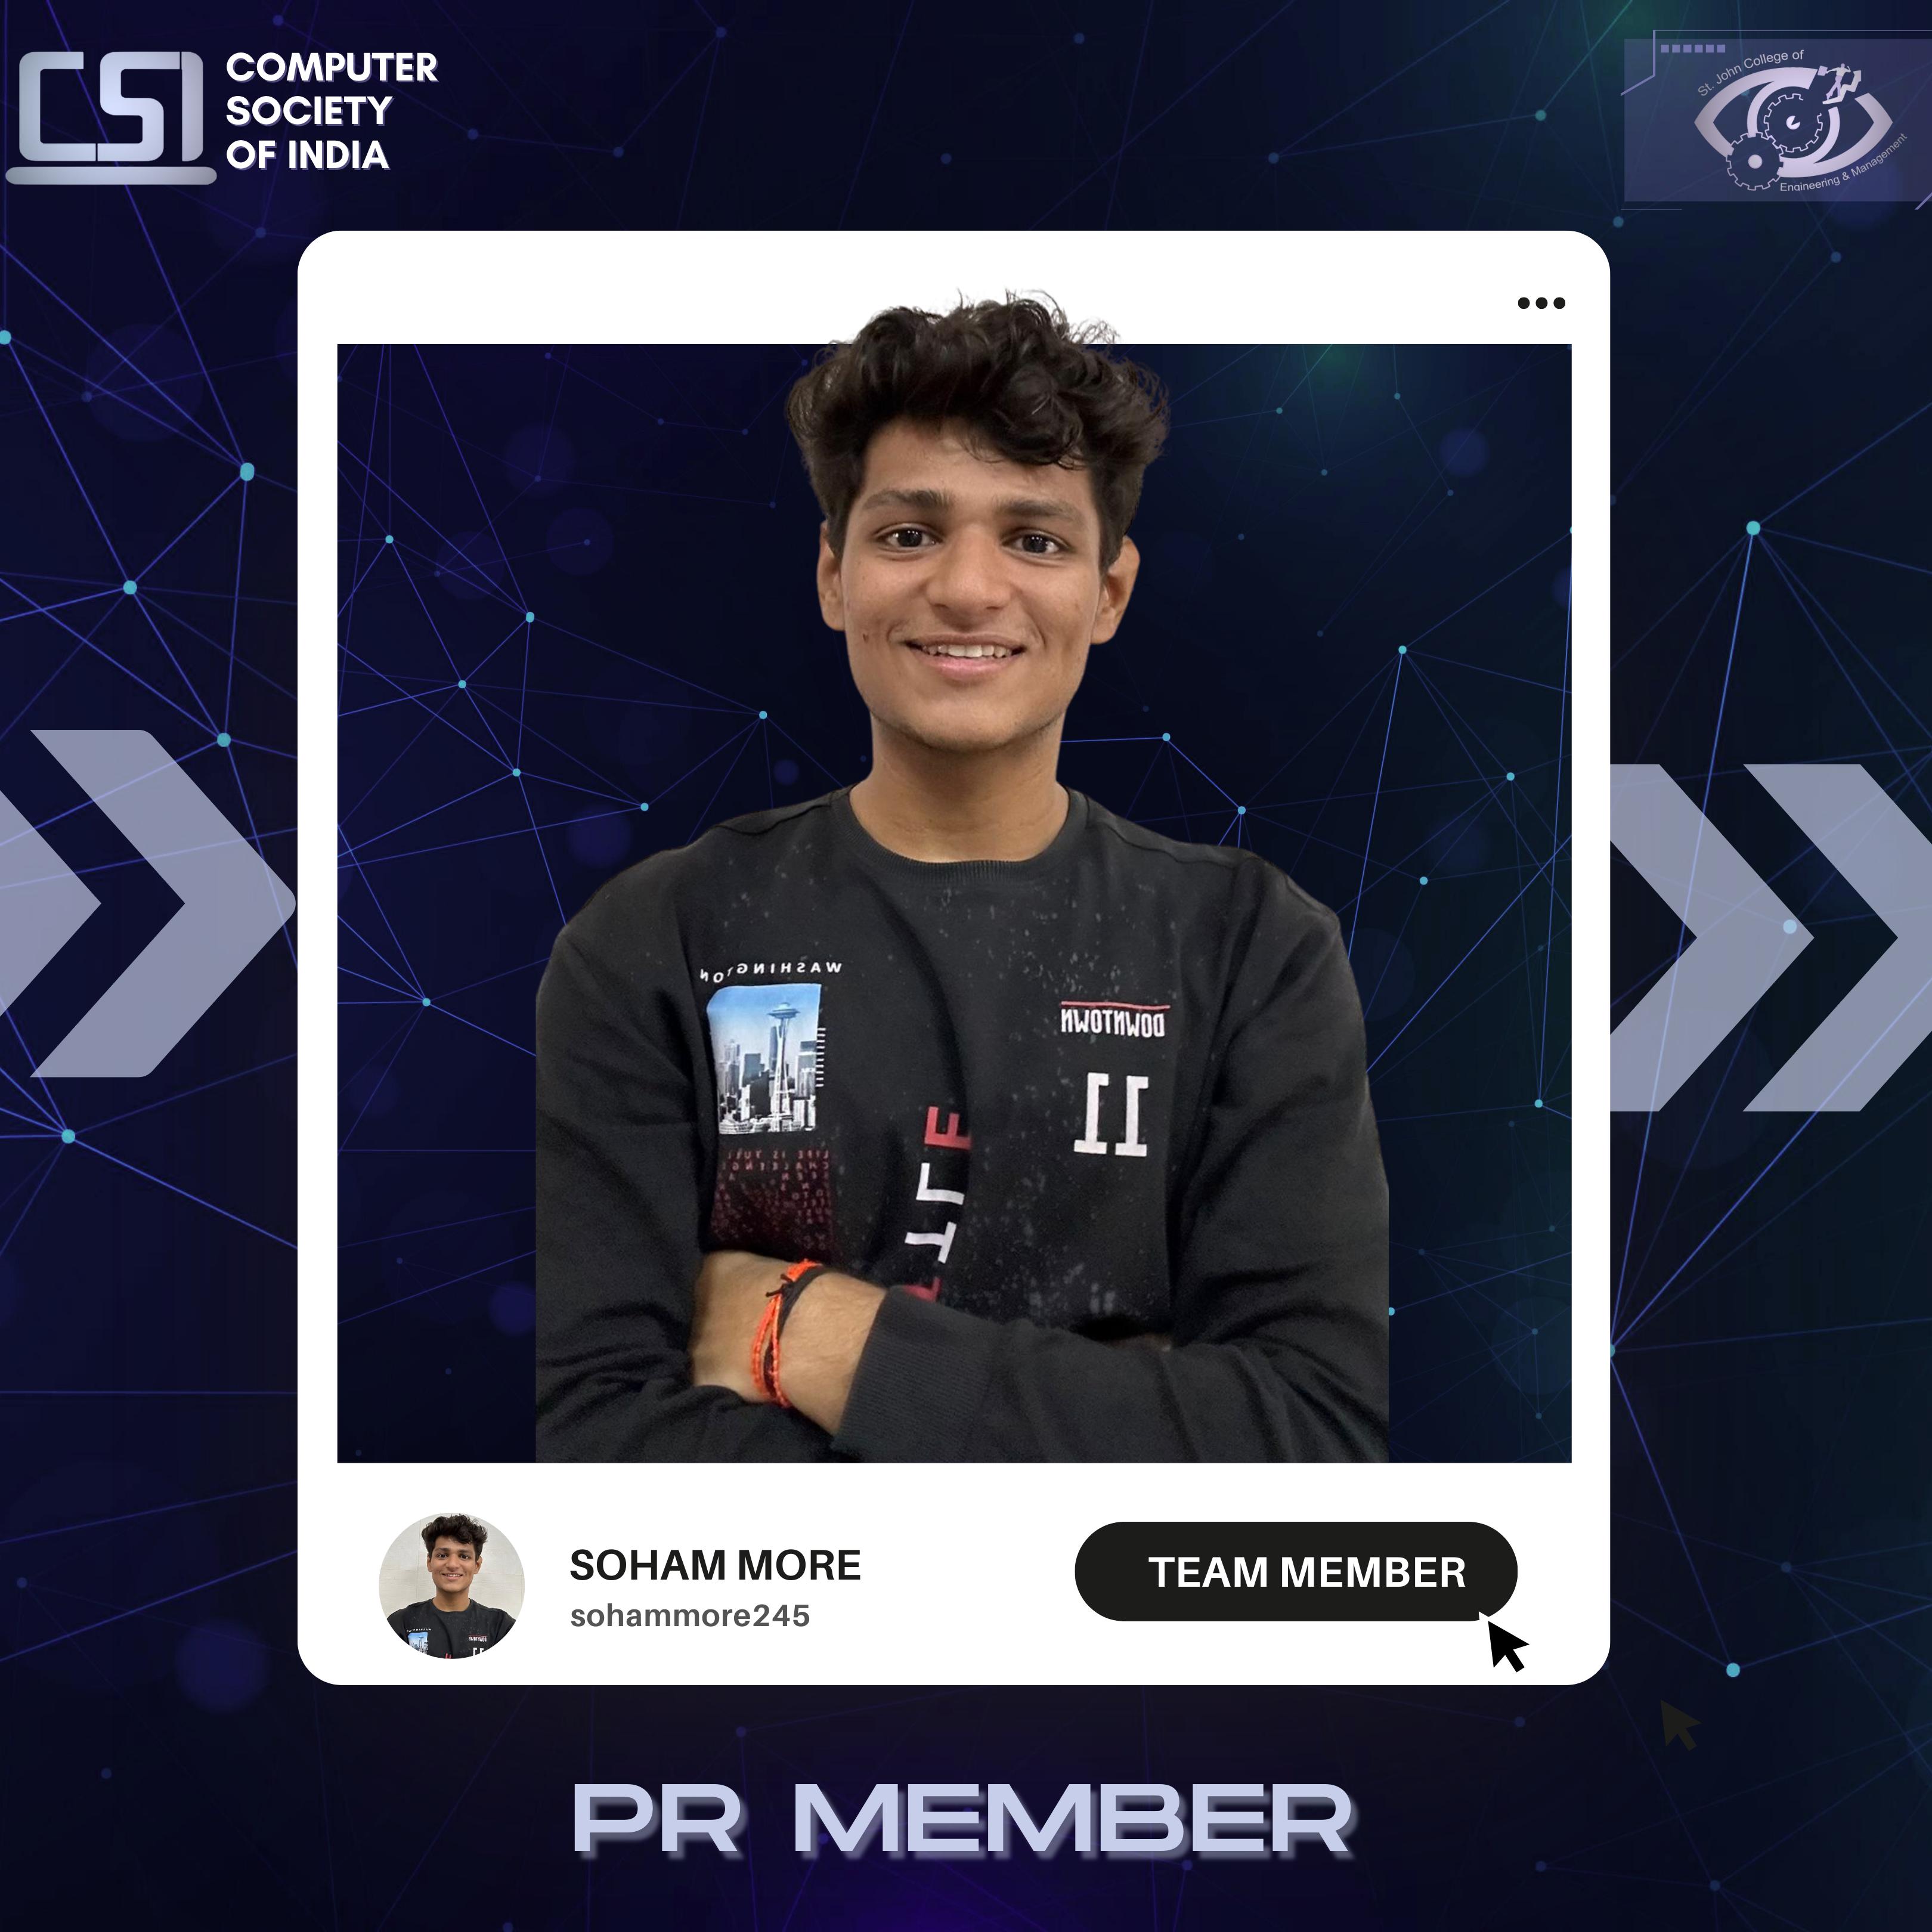 CSI
COMPUTER
SOCIETY
OF INDIA
St. John College of
Engineering & Management
WASHINGTON
DOWNTOWN
11
SOHAM MORE
sohammore245
TEAM MEMBER
PR MEMBER